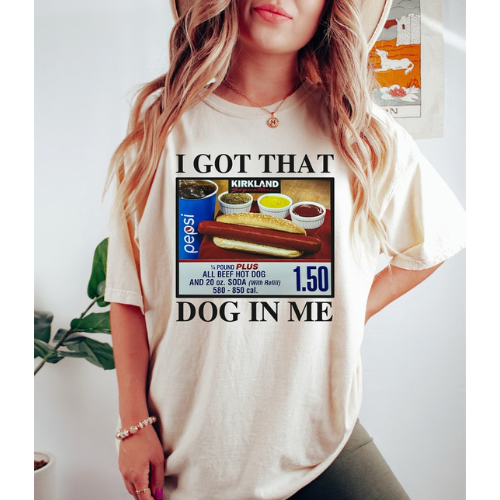 I GOT THAT
KIRKLAND
Signature
pepsi
¼ POUND PLUS
ALL BEEF HOT DOG
AND 20 oz. SODA (With Refill)
580 - 850 cal.
1.50
DOG IN ME